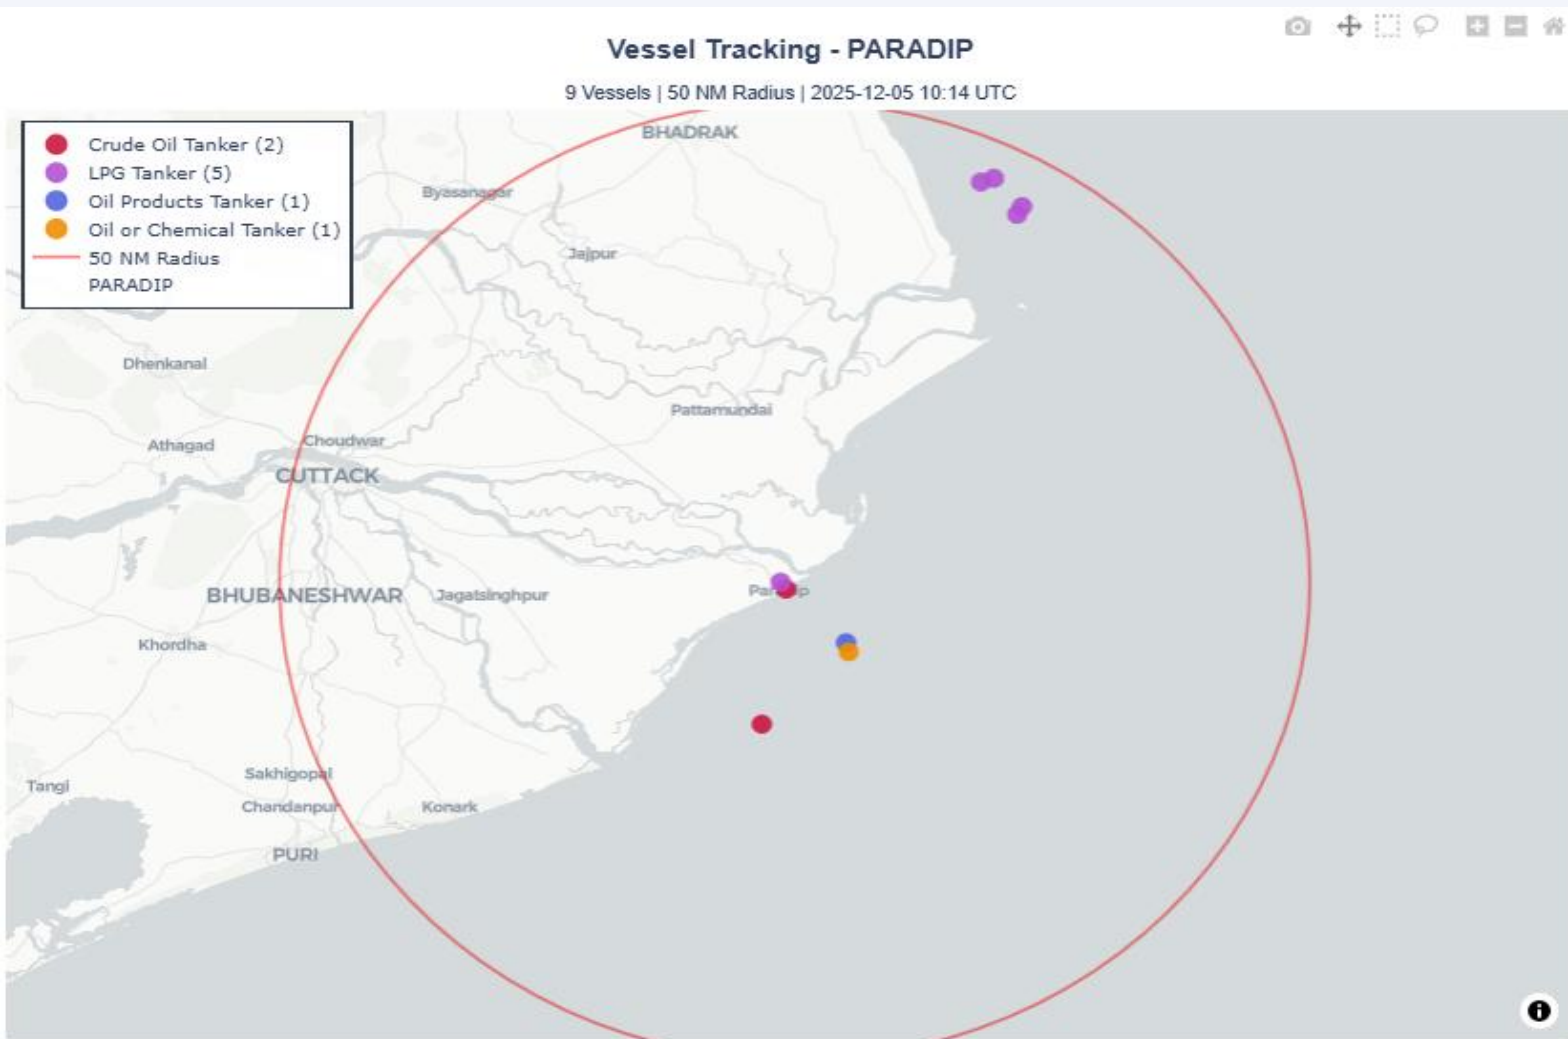 Vessel Tracking - PARADIP
9 Vessels | 50 NM Radius | 2025-12-05 10:14 UTC
Crude Oil Tanker (2)
LPG Tanker (5)
Oil Products Tanker (1)
Oil or Chemical Tanker (1)
50 NM Radius
PARADIP
BHADRAK
Byasanagar
Jajpur
Dhenkanal
Pattamundai
Athagad
Choudwar
CUTTACK
Paradip
BHUBANESHWAR
Jagatsinghpur
Khordha
Sakhigopal
Tangi
Chandanpur
Konark
PURI